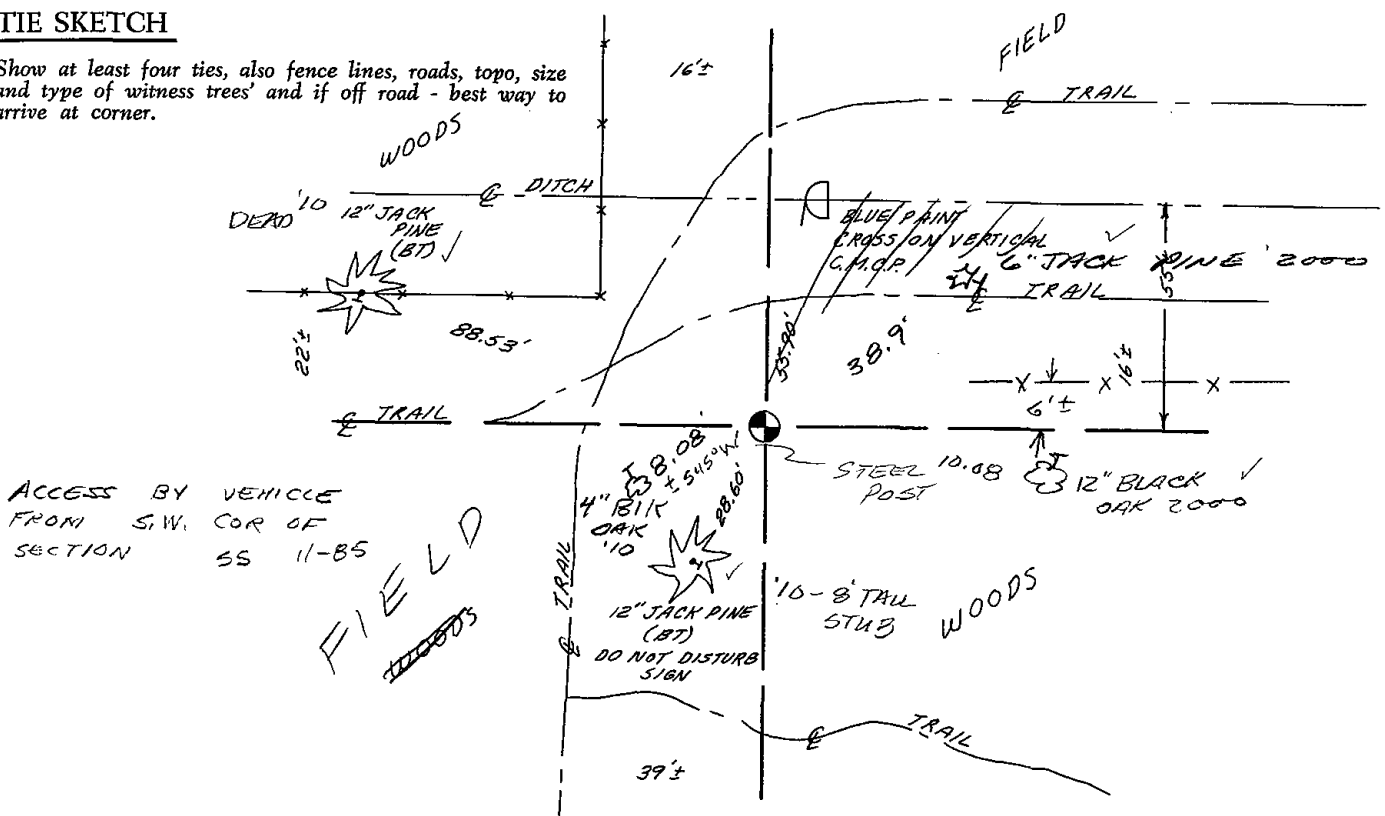 TIE SKETCH
Show at least four ties, also fence lines, roads, topo, size
and type of witness trees' and if off road - best way to
arrive at corner.
16'±
FIELD
℄ TRAIL
WOODS
℄ DITCH
DEAD '10
12" JACK
PINE
(BT) ✓
BLUE PAINT
CROSS ON VERTICAL
C.M.C.P.
✓
6" JACK PINE '2000
℄ TRAIL
55'±
22'±
88.53'
55.90'
38.9'
16'±
X X X
6'±
℄ TRAIL
8.08'
± S45°W
STEEL
POST
10.08
12" BLACK ✓
OAK 2000
4" BLK
OAK
'10
28.60'
ACCESS BY VEHICLE
FROM S.W. COR OF
SECTION SS 11-85
FIELD
WOODS
℄ TRAIL
✓
12" JACK PINE
(BT)
DO NOT DISTURB
SIGN
'10-8' TALL
STUB
WOODS
℄ TRAIL
39'±